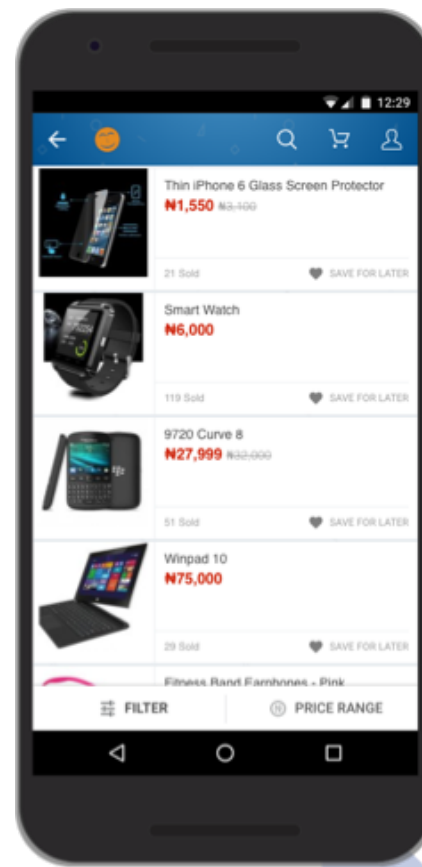 12:29
Thin iPhone 6 Glass Screen Protector
₦1,550 ₦3,100
21 Sold SAVE FOR LATER
Smart Watch
₦6,000
119 Sold SAVE FOR LATER
9720 Curve 8
₦27,999 ₦32,000
51 Sold SAVE FOR LATER
Winpad 10
₦75,000
29 Sold SAVE FOR LATER
Fitness Band Earphones - Pink
FILTER PRICE RANGE